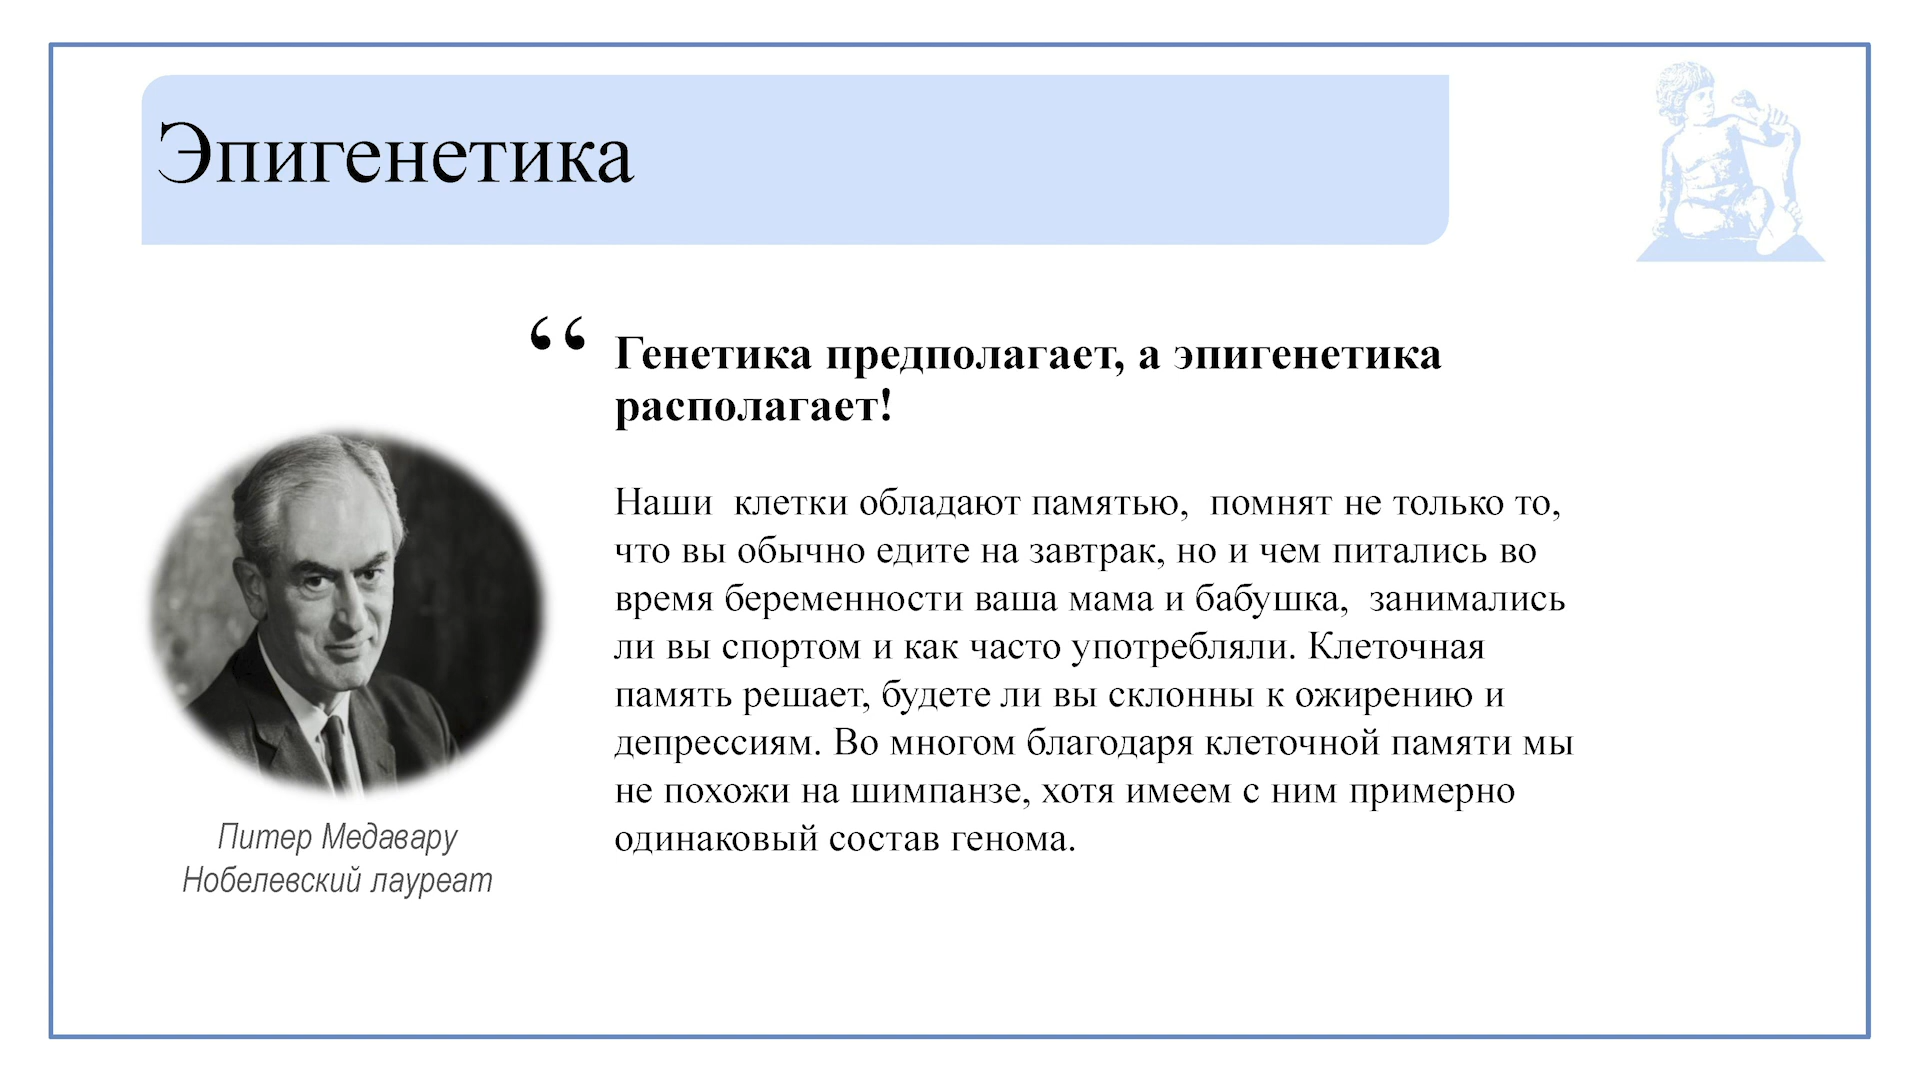 Эпигенетика
“
Генетика предполагает, а эпигенетика
располагает!
Наши  клетки обладают памятью,  помнят не только то,
что вы обычно едите на завтрак, но и чем питались во
время беременности ваша мама и бабушка,  занимались
ли вы спортом и как часто употребляли. Клеточная
память решает, будете ли вы склонны к ожирению и
депрессиям. Во многом благодаря клеточной памяти мы
не похожи на шимпанзе, хотя имеем с ним примерно
одинаковый состав генома.
Питер Медавару
Нобелевский лауреат